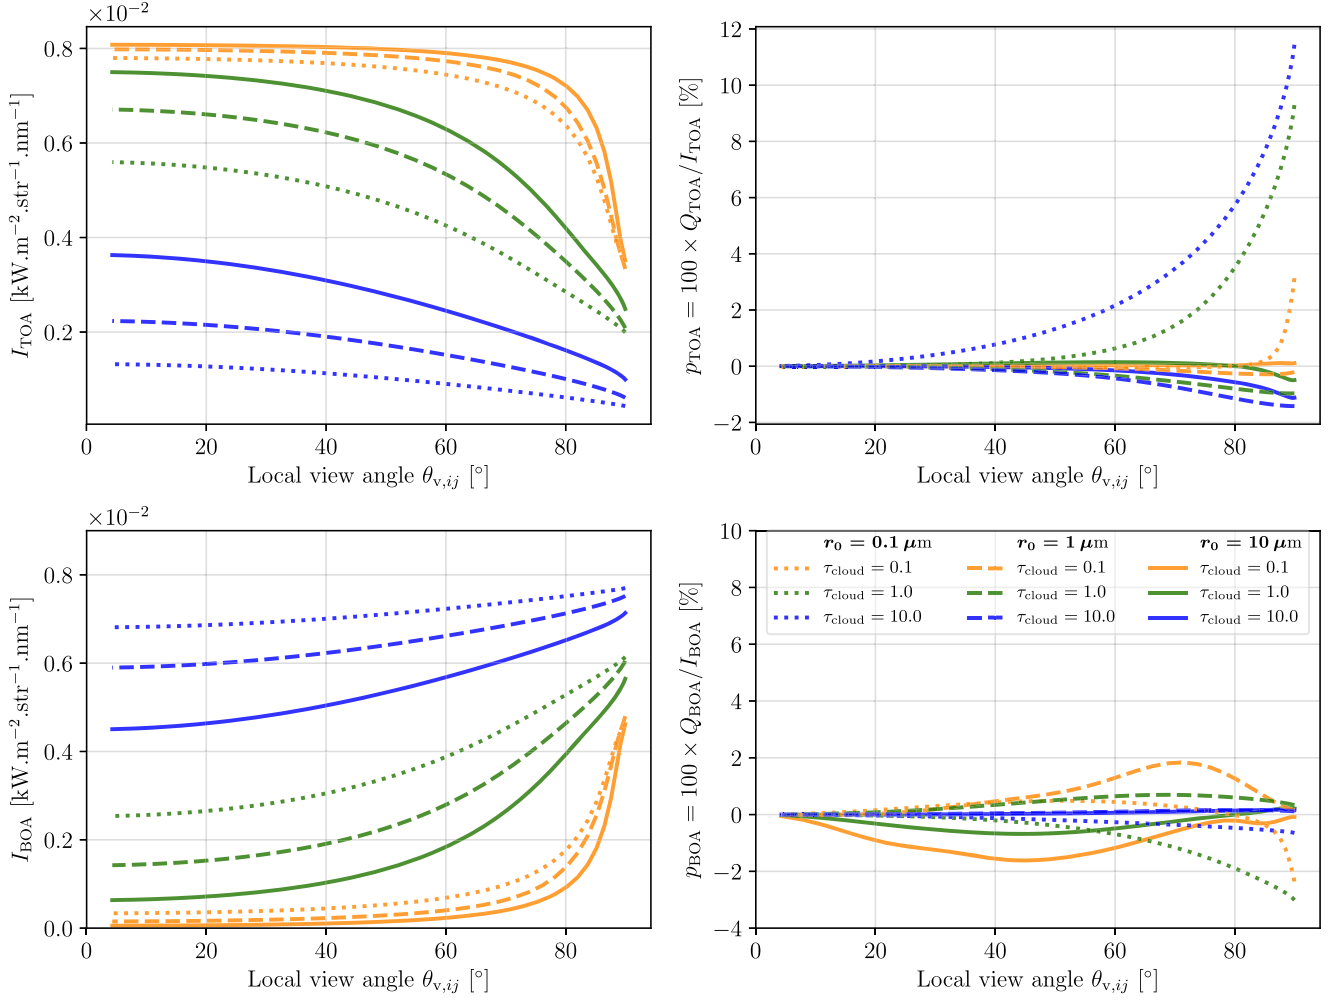 ×10⁻²
I_TOA [kW.m⁻².str⁻¹.nm⁻¹]
0.8
0.6
0.4
0.2
0 20 40 60 80
Local view angle θ_v,ij [°]
p_TOA = 100 × Q_TOA/I_TOA [%]
12
10
8
6
4
2
0
−2
0 20 40 60 80
Local view angle θ_v,ij [°]
×10⁻²
I_BOA [kW.m⁻².str⁻¹.nm⁻¹]
0.8
0.6
0.4
0.2
0.0
0 20 40 60 80
Local view angle θ_v,ij [°]
p_BOA = 100 × Q_BOA/I_BOA [%]
10
8
6
4
2
0
−2
−4
r₀ = 0.1 μm r₀ = 1 μm r₀ = 10 μm
τ_cloud = 0.1 τ_cloud = 0.1 τ_cloud = 0.1
τ_cloud = 1.0 τ_cloud = 1.0 τ_cloud = 1.0
τ_cloud = 10.0 τ_cloud = 10.0 τ_cloud = 10.0
0 20 40 60 80
Local view angle θ_v,ij [°]